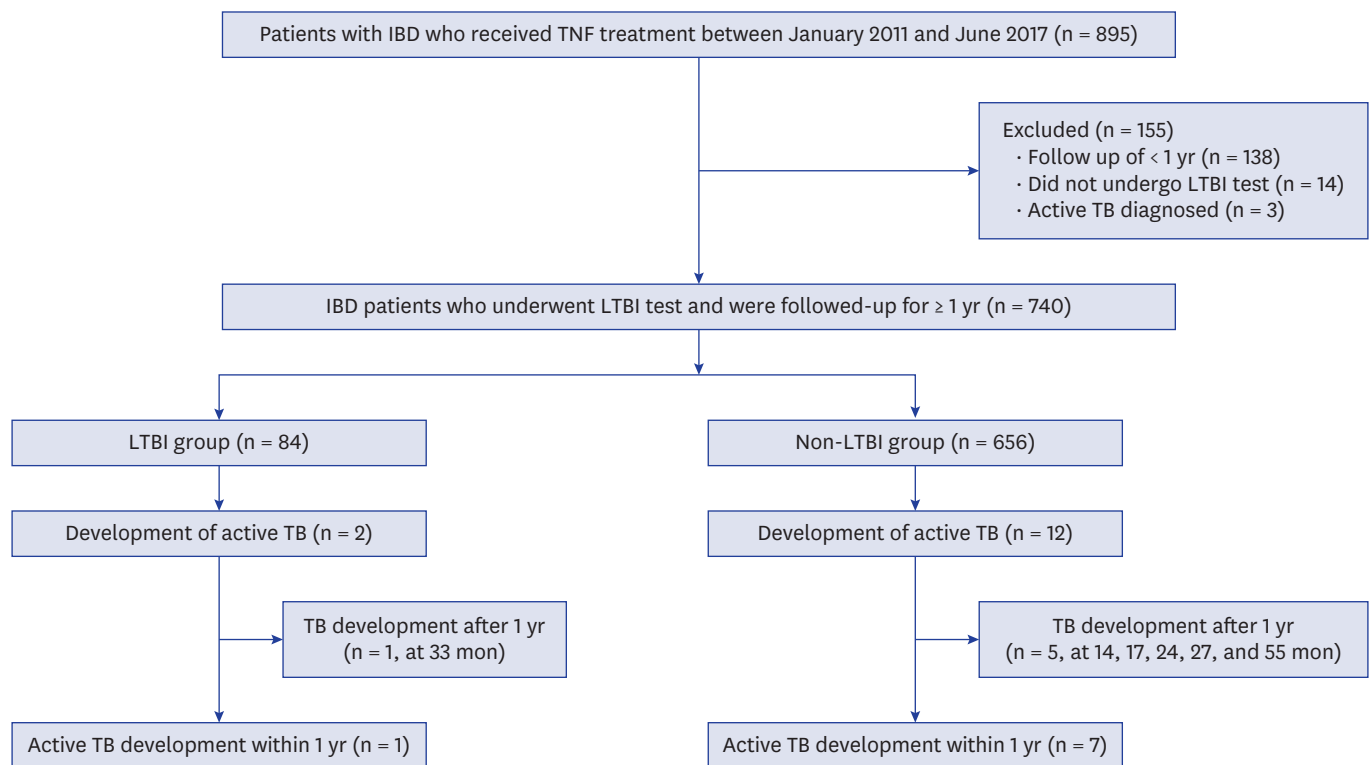 Patients with IBD who received TNF treatment between January 2011 and June 2017 (n = 895)
Excluded (n = 155)
· Follow up of < 1 yr (n = 138)
· Did not undergo LTBI test (n = 14)
· Active TB diagnosed (n = 3)
IBD patients who underwent LTBI test and were followed-up for ≥ 1 yr (n = 740)
LTBI group (n = 84)
Non-LTBI group (n = 656)
Development of active TB (n = 2)
Development of active TB (n = 12)
TB development after 1 yr
(n = 1, at 33 mon)
TB development after 1 yr
(n = 5, at 14, 17, 24, 27, and 55 mon)
Active TB development within 1 yr (n = 1)
Active TB development within 1 yr (n = 7)